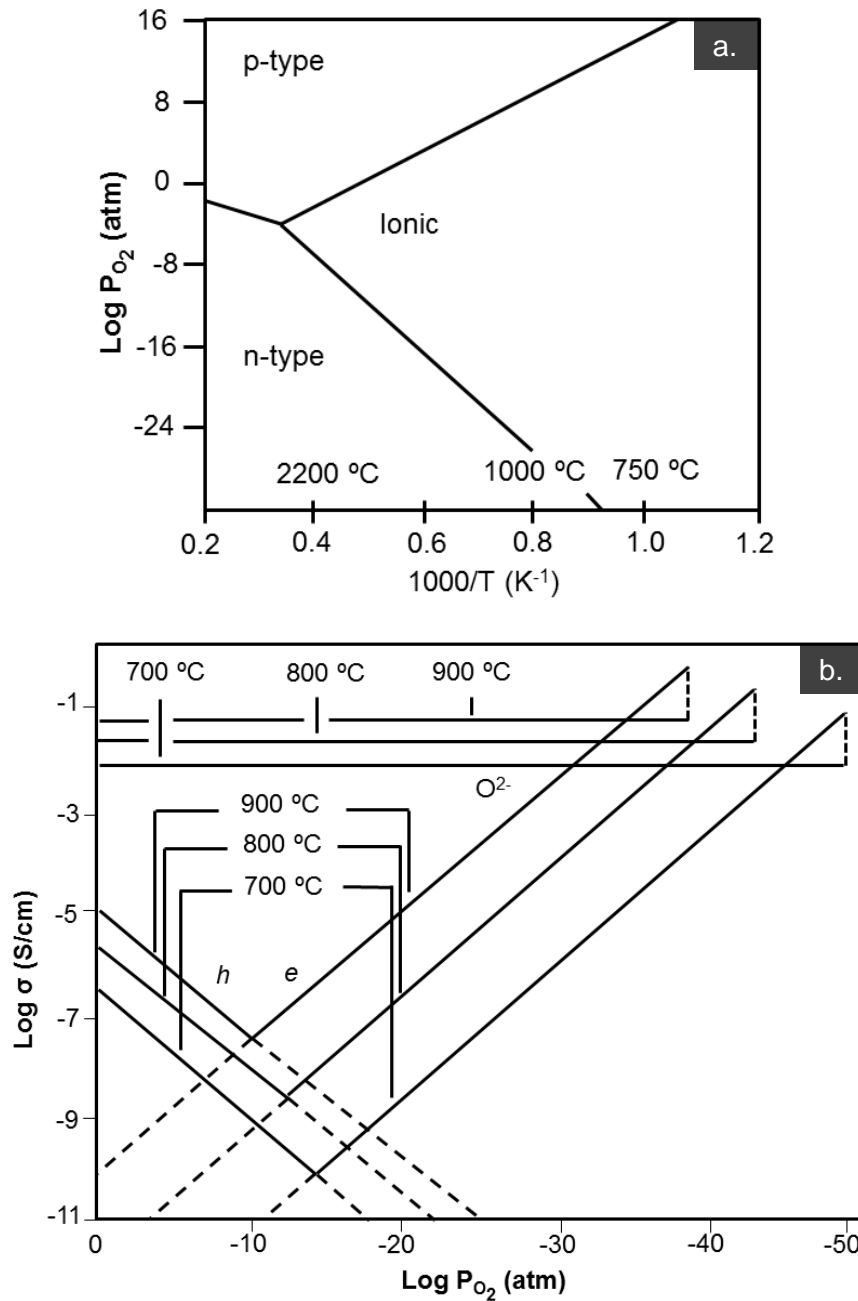 a.
16
p-type
8
0
Log P_O₂ (atm)
Ionic
-8
-16
n-type
-24
2200 ºC 1000 ºC 750 ºC
0.2 0.4 0.6 0.8 1.0 1.2
1000/T (K⁻¹)
b.
700 ºC 800 ºC 900 ºC
-1
O²⁻
900 ºC
-3
800 ºC
700 ºC
-5
Log σ (S/cm)
h e
-7
-9
-11
0 -10 -20 -30 -40 -50
Log P_O₂ (atm)